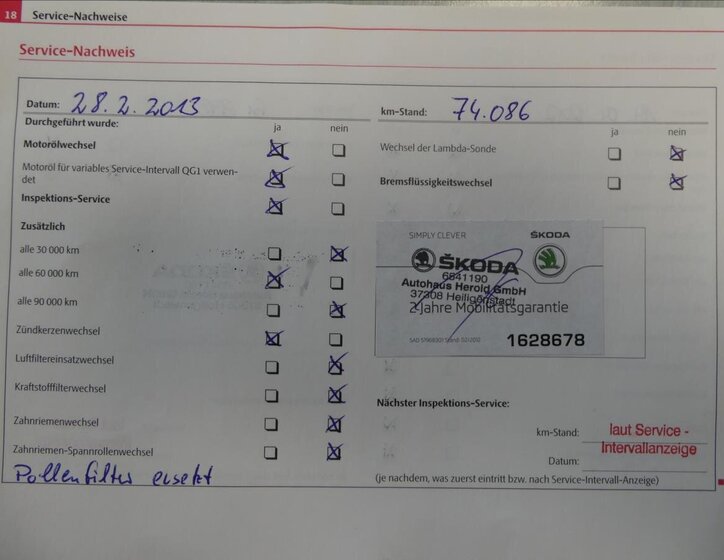 18 Service-Nachweise
Service-Nachweis
Datum: 28.2.2013
Durchgeführt wurde: ja nein
Motorölwechsel
Motoröl für variables Service-Intervall QG1 verwen-
det
Inspektions-Service
Zusätzlich
alle 30 000 km
alle 60 000 km
alle 90 000 km
Zündkerzenwechsel
Luftfiltereinsatzwechsel
Kraftstofffilterwechsel
Zahnriemenwechsel
Zahnriemen-Spannrollenwechsel
Pollenfilter ersetzt
km-Stand: 74.086
ja nein
Wechsel der Lambda-Sonde
Bremsflüssigkeitswechsel
SIMPLY CLEVER ŠKODA
ŠKODA
6541190
Autohaus Herold GmbH
37308 Heiligenstadt
2 Jahre Mobilitätsgarantie
1628678
Nächster Inspektions-Service:
km-Stand: laut Service -
Intervallanzeige
Datum:
(je nachdem, was zuerst eintritt bzw. nach Service-Intervall-Anzeige)